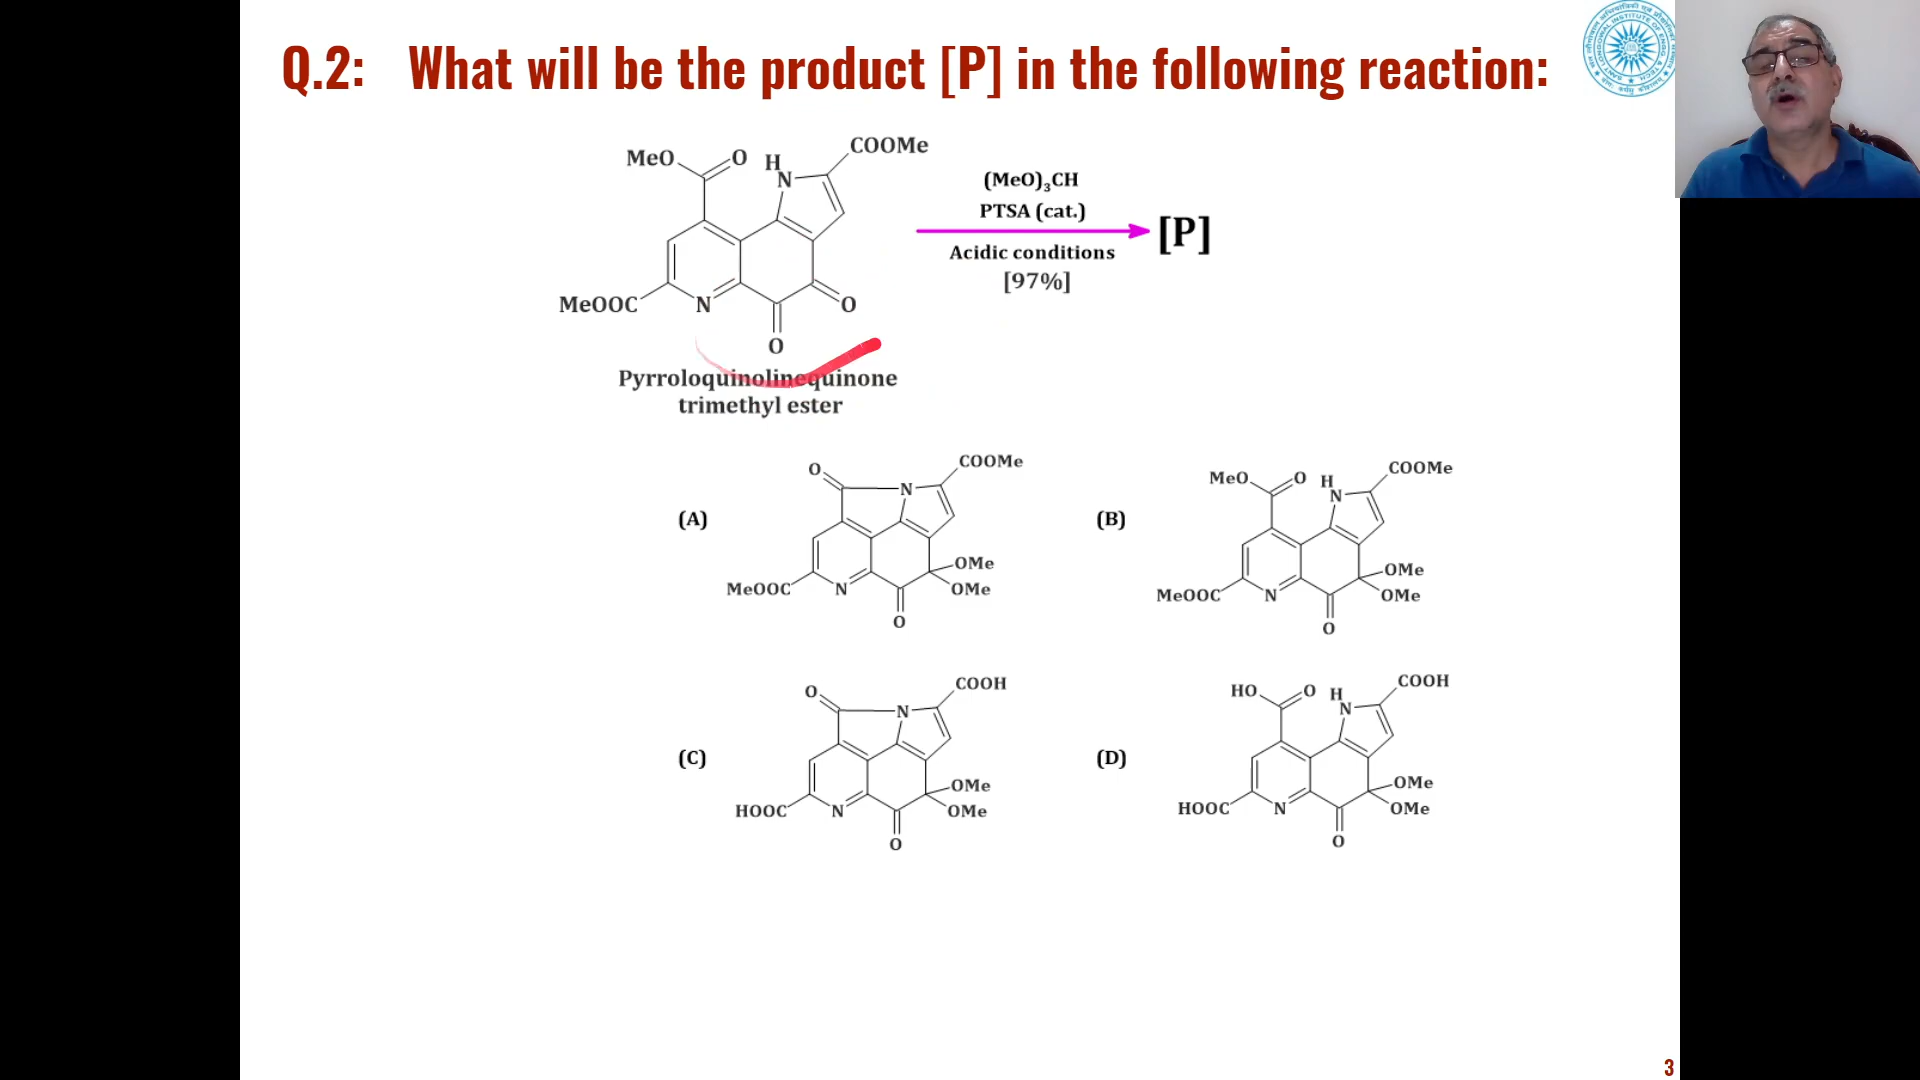 Q.2: What will be the product [P] in the following reaction:
MeO O H N COOMe
MeOOC N O O
(MeO)₃CH
PTSA (cat.)
Acidic conditions
[97%]
[P]
Pyrroloquinolinequinone
trimethyl ester
(A)
O N COOMe
OMe
MeOOC N OMe
O
(B)
MeO O H N COOMe
OMe
MeOOC N OMe
O
(C)
O N COOH
OMe
HOOC N OMe
O
(D)
HO O H N COOH
OMe
HOOC N OMe
O
3